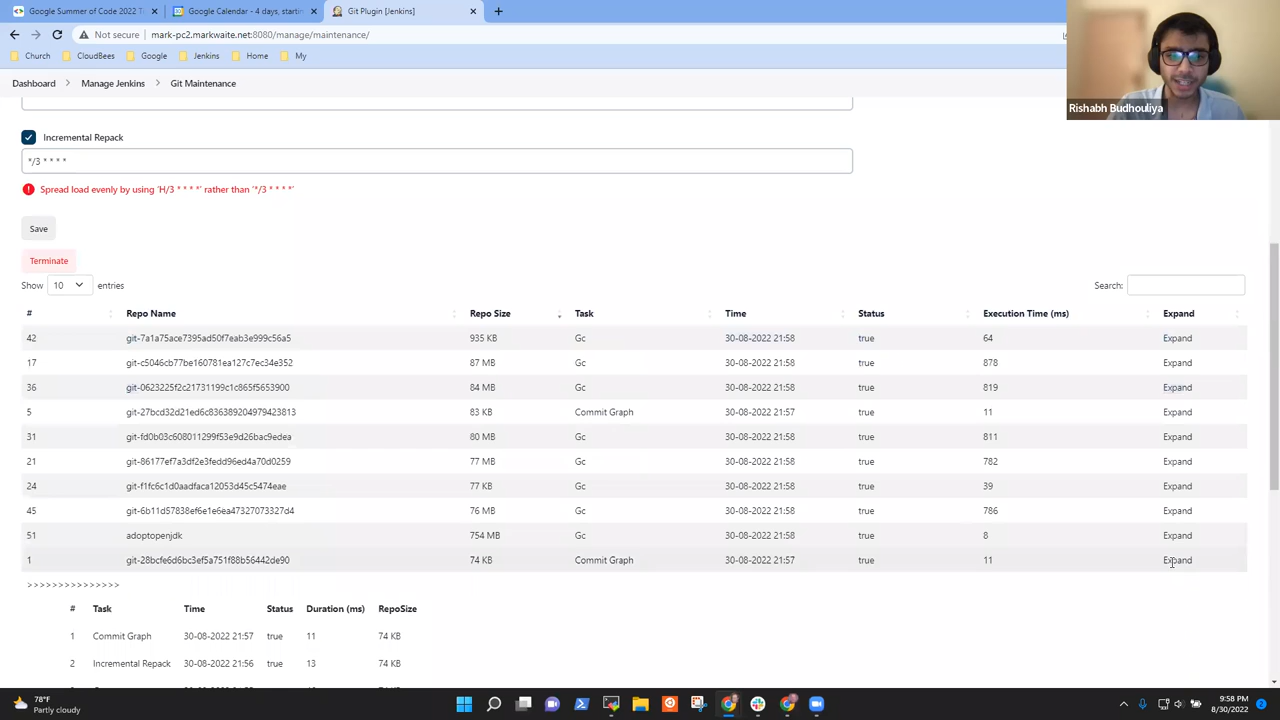 Google Summer of Code 2022 T
Google Calendar - 4 days, startin
Git Plugin [Jenkins]
Not secure
mark-pc2.markwaite.net:8080/manage/maintenance/
Church
CloudBees
Google
Jenkins
Home
My
Dashboard
Manage Jenkins
Git Maintenance
Rishabh Budhouliya
Incremental Repack
*/3 * * * *
Spread load evenly by using 'H/3 * * * *' rather than '*/3 * * * *'
Save
Terminate
Show 10 entries
Search:
# Repo Name Repo Size Task Time Status Execution Time (ms) Expand
42 git-7a1a75ace7395ad50f7eab3e999c56a5 935 KB Gc 30-08-2022 21:58 true 64 Expand
17 git-c5046cb77be160781ea127c7ec34e352 87 MB Gc 30-08-2022 21:58 true 878 Expand
36 git-0623225f2c21731199c1c865f5653900 84 MB Gc 30-08-2022 21:58 true 819 Expand
5 git-27bcd32d21ed6c836389204979423813 83 KB Commit Graph 30-08-2022 21:57 true 11 Expand
31 git-fd0b03c608011299f53e9d26bac9edea 80 MB Gc 30-08-2022 21:58 true 811 Expand
21 git-86177ef7a3df2e3fedd96ed4a70d0259 77 MB Gc 30-08-2022 21:58 true 782 Expand
24 git-f1fc6c1d0aadfaca12053d45c5474eae 77 KB Gc 30-08-2022 21:58 true 39 Expand
45 git-6b11d57838ef6e1e6ea47327073327d4 76 MB Gc 30-08-2022 21:58 true 786 Expand
51 adoptopenjdk 754 MB Gc 30-08-2022 21:58 true 8 Expand
1 git-28bcfe6d6bc3ef5a751f88b56442de90 74 KB Commit Graph 30-08-2022 21:57 true 11 Expand
>>>>>>>>>>>>>>>
# Task Time Status Duration (ms) RepoSize
1 Commit Graph 30-08-2022 21:57 true 11 74 KB
2 Incremental Repack 30-08-2022 21:56 true 13 74 KB
78°F
Partly cloudy
9:58 PM
8/30/2022